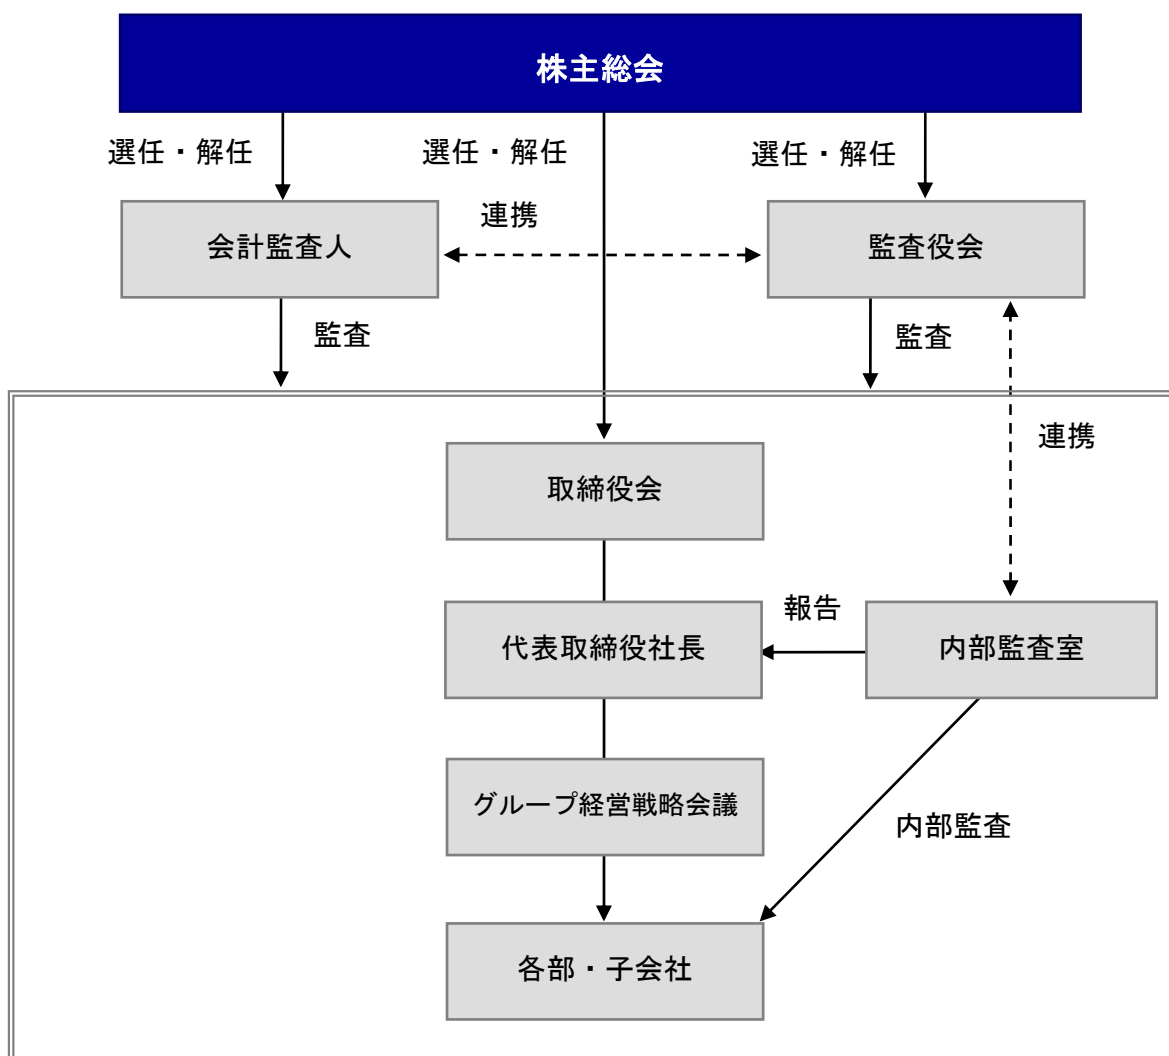 株主総会
選任・解任
選任・解任
選任・解任
会計監査人
連携
監査役会
監査
監査
連携
取締役会
代表取締役社長
報告
内部監査室
グループ経営戦略会議
内部監査
各部・子会社